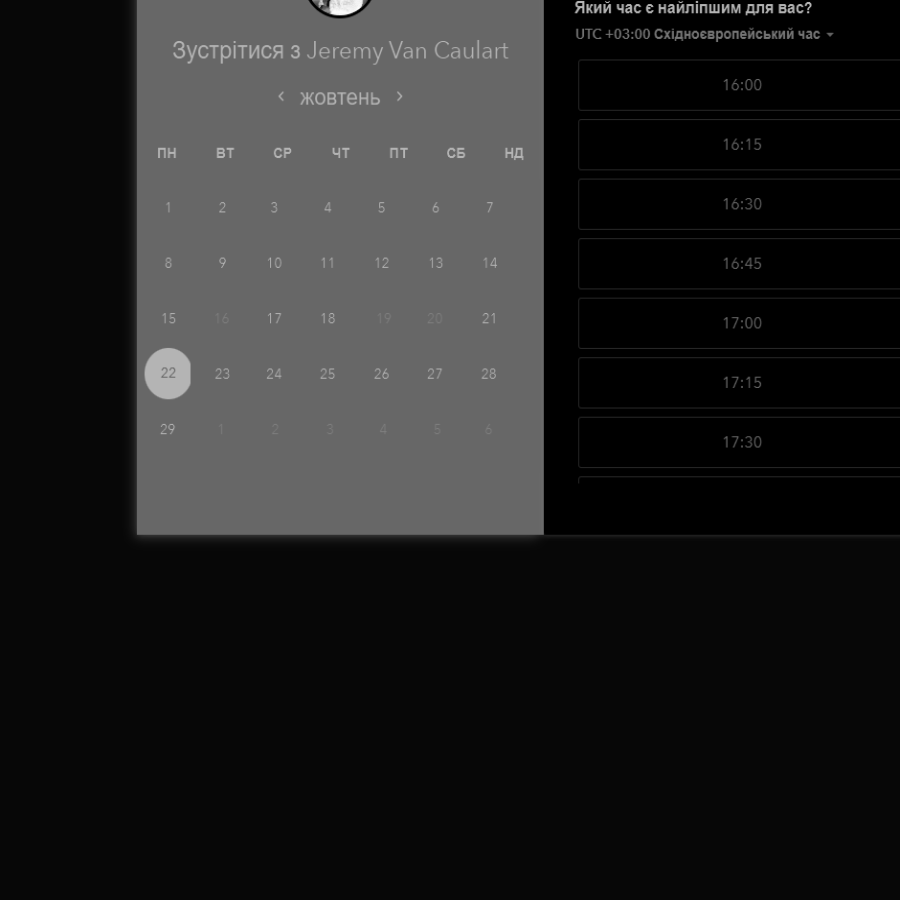 Зустрітися з Jeremy Van Caulart
жовтень
ПН ВТ СР ЧТ ПТ СБ НД
1 2 3 4 5 6 7
8 9 10 11 12 13 14
15 16 17 18 19 20 21
22 23 24 25 26 27 28
29 1 2 3 4 5 6
Який час є найліпшим для вас?
UTC +03:00 Східноєвропейський час
16:00
16:15
16:30
16:45
17:00
17:15
17:30